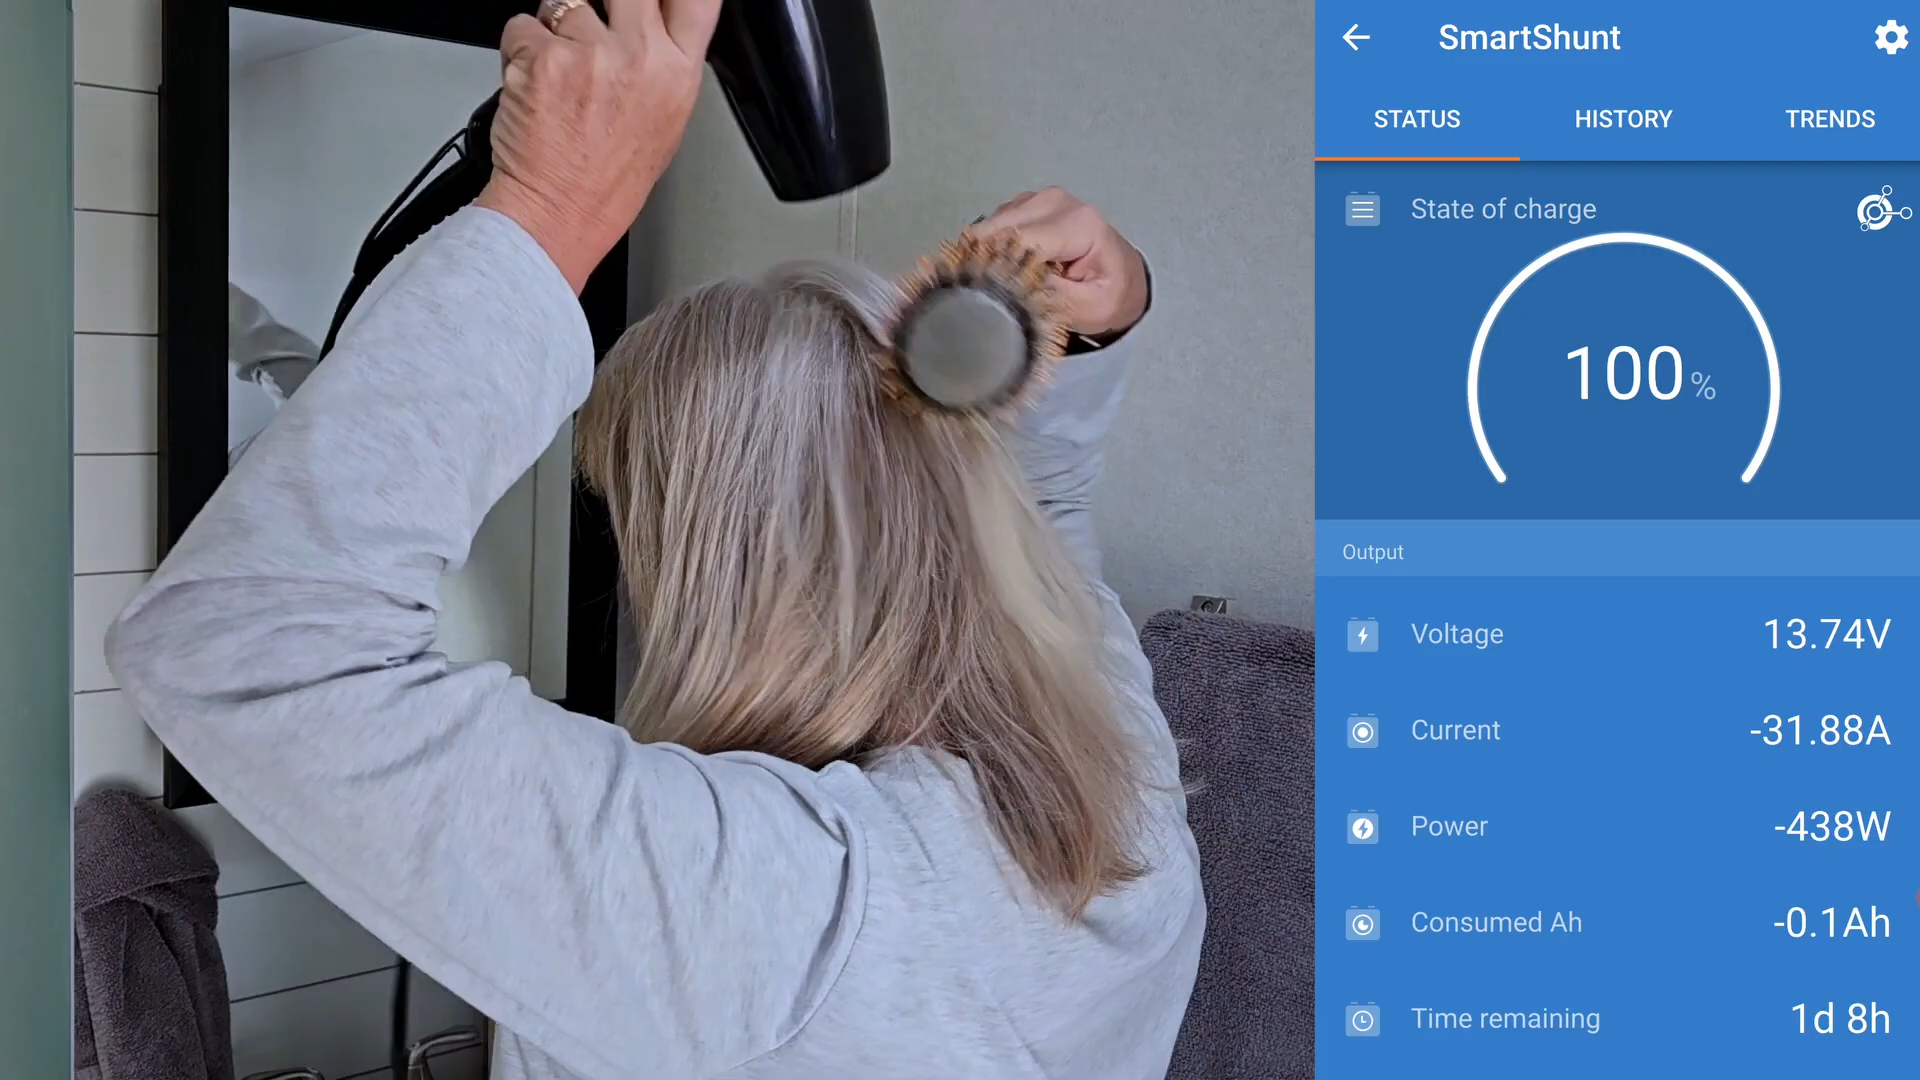 SmartShunt
STATUS HISTORY TRENDS
State of charge
100%
Output
Voltage 13.74V
Current -31.88A
Power -438W
Consumed Ah -0.1Ah
Time remaining 1d 8h